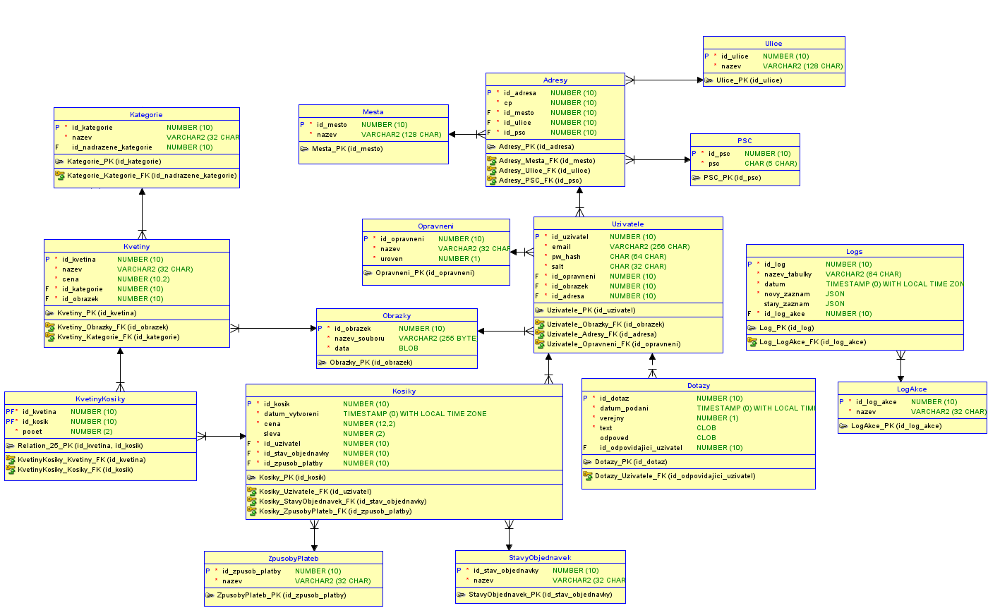 Ulice
P * id_ulice NUMBER (10)
* nazev VARCHAR2 (128 CHAR)
Ulice_PK (id_ulice)
Adresy
P * id_adresa NUMBER (10)
* cp NUMBER (10)
F * id_mesto NUMBER (10)
F * id_ulice NUMBER (10)
F * id_psc NUMBER (10)
Adresy_PK (id_adresa)
Adresy_Mesta_FK (id_mesto)
Adresy_Ulice_FK (id_ulice)
Adresy_PSC_FK (id_psc)
Mesta
P * id_mesto NUMBER (10)
* nazev VARCHAR2 (128 CHAR)
Mesta_PK (id_mesto)
Kategorie
P * id_kategorie NUMBER (10)
* nazev VARCHAR2 (32 CHAR
F id_nadrazene_kategorie NUMBER (10)
Kategorie_PK (id_kategorie)
Kategorie_Kategorie_FK (id_nadrazene_kategorie)
PSC
P * id_psc NUMBER (10)
* psc CHAR (5 CHAR)
PSC_PK (id_psc)
Opravneni
P * id_opravneni NUMBER (10)
* nazev VARCHAR2 (32 CHAR
* uroven NUMBER (1)
Opravneni_PK (id_opravneni)
Uzivatele
P * id_uzivatel NUMBER (10)
* email VARCHAR2 (256 CHAR)
* pw_hash CHAR (64 CHAR)
* salt CHAR (32 CHAR)
F * id_opravneni NUMBER (10)
F * id_obrazek NUMBER (10)
F * id_adresa NUMBER (10)
Uzivatele_PK (id_uzivatel)
Uzivatele_Obrazky_FK (id_obrazek)
Uzivatele_Adresy_FK (id_adresa)
Uzivatele_Opravneni_FK (id_opravneni)
Kvetiny
P * id_kvetina NUMBER (10)
* nazev VARCHAR2 (32 CHAR)
* cena NUMBER (10,2)
F * id_kategorie NUMBER (10)
F * id_obrazek NUMBER (10)
Kvetiny_PK (id_kvetina)
Kvetiny_Obrazky_FK (id_obrazek)
Kvetiny_Kategorie_FK (id_kategorie)
Logs
P * id_log NUMBER (10)
* nazev_tabulky VARCHAR2 (64 CHAR)
* datum TIMESTAMP (0) WITH LOCAL TIME ZON
* novy_zaznam JSON
stary_zaznam JSON
F * id_log_akce NUMBER (10)
Log_PK (id_log)
Log_LogAkce_FK (id_log_akce)
Obrazky
P * id_obrazek NUMBER (10)
* nazev_souboru VARCHAR2 (255 BYTE
* data BLOB
Obrazky_PK (id_obrazek)
KvetinyKosiky
PF* id_kvetina NUMBER (10)
PF* id_kosik NUMBER (10)
* pocet NUMBER (2)
Relation_25_PK (id_kvetina, id_kosik)
KvetinyKosiky_Kvetiny_FK (id_kvetina)
KvetinyKosiky_Kosiky_FK (id_kosik)
Kosiky
P * id_kosik NUMBER (10)
* datum_vytvoreni TIMESTAMP (0) WITH LOCAL TIME ZONE
* cena NUMBER (12,2)
sleva NUMBER (2)
F * id_uzivatel NUMBER (10)
F * id_stav_objednavky NUMBER (10)
F * id_zpusob_platby NUMBER (10)
Kosiky_PK (id_kosik)
Kosiky_Uzivatele_FK (id_uzivatel)
Kosiky_StavyObjednavek_FK (id_stav_objednavky)
Kosiky_ZpusobyPlateb_FK (id_zpusob_platby)
Dotazy
P * id_dotaz NUMBER (10)
* datum_podani TIMESTAMP (0) WITH LOCAL TIMI
* verejny NUMBER (1)
* text CLOB
odpoved CLOB
F id_odpovidajici_uzivatel NUMBER (10)
Dotazy_PK (id_dotaz)
Dotazy_Uzivatele_FK (id_odpovidajici_uzivatel)
LogAkce
P * id_log_akce NUMBER (10)
* nazev VARCHAR2 (32 CHAR)
LogAkce_PK (id_log_akce)
ZpusobyPlateb
P * id_zpusob_platby NUMBER (10)
* nazev VARCHAR2 (32 CHAR)
ZpusobyPlateb_PK (id_zpusob_platby)
StavyObjednavek
P * id_stav_objednavky NUMBER (10)
* nazev VARCHAR2 (32 CHAR
StavyObjednavek_PK (id_stav_objednavky)